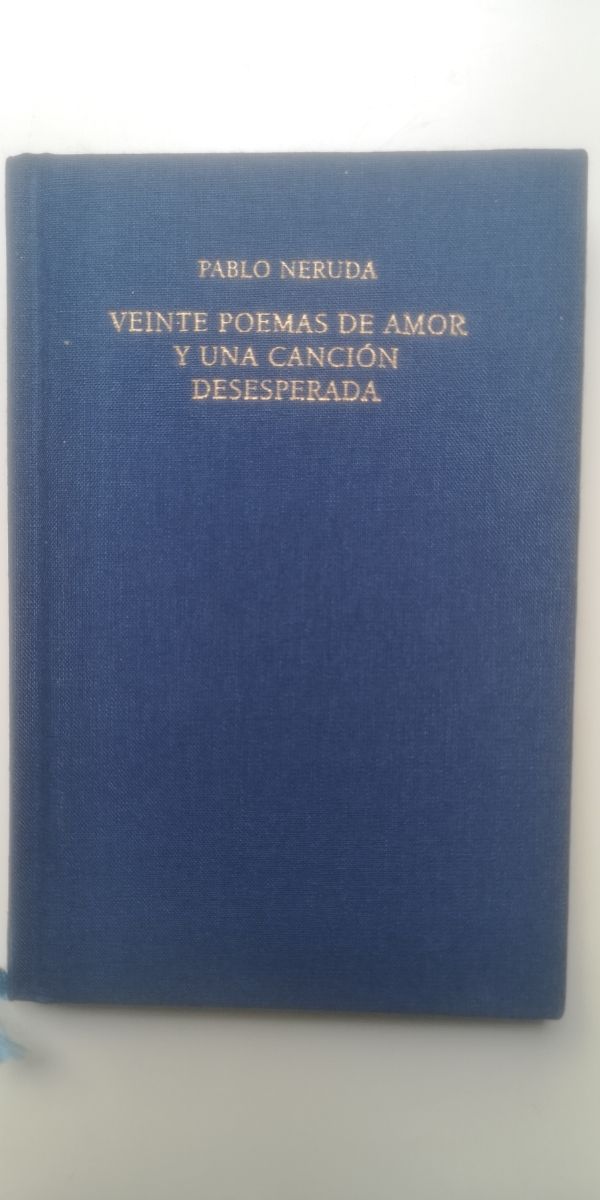 PABLO NERUDA
VEINTE POEMAS DE AMOR
Y UNA CANCIÓN
DESESPERADA